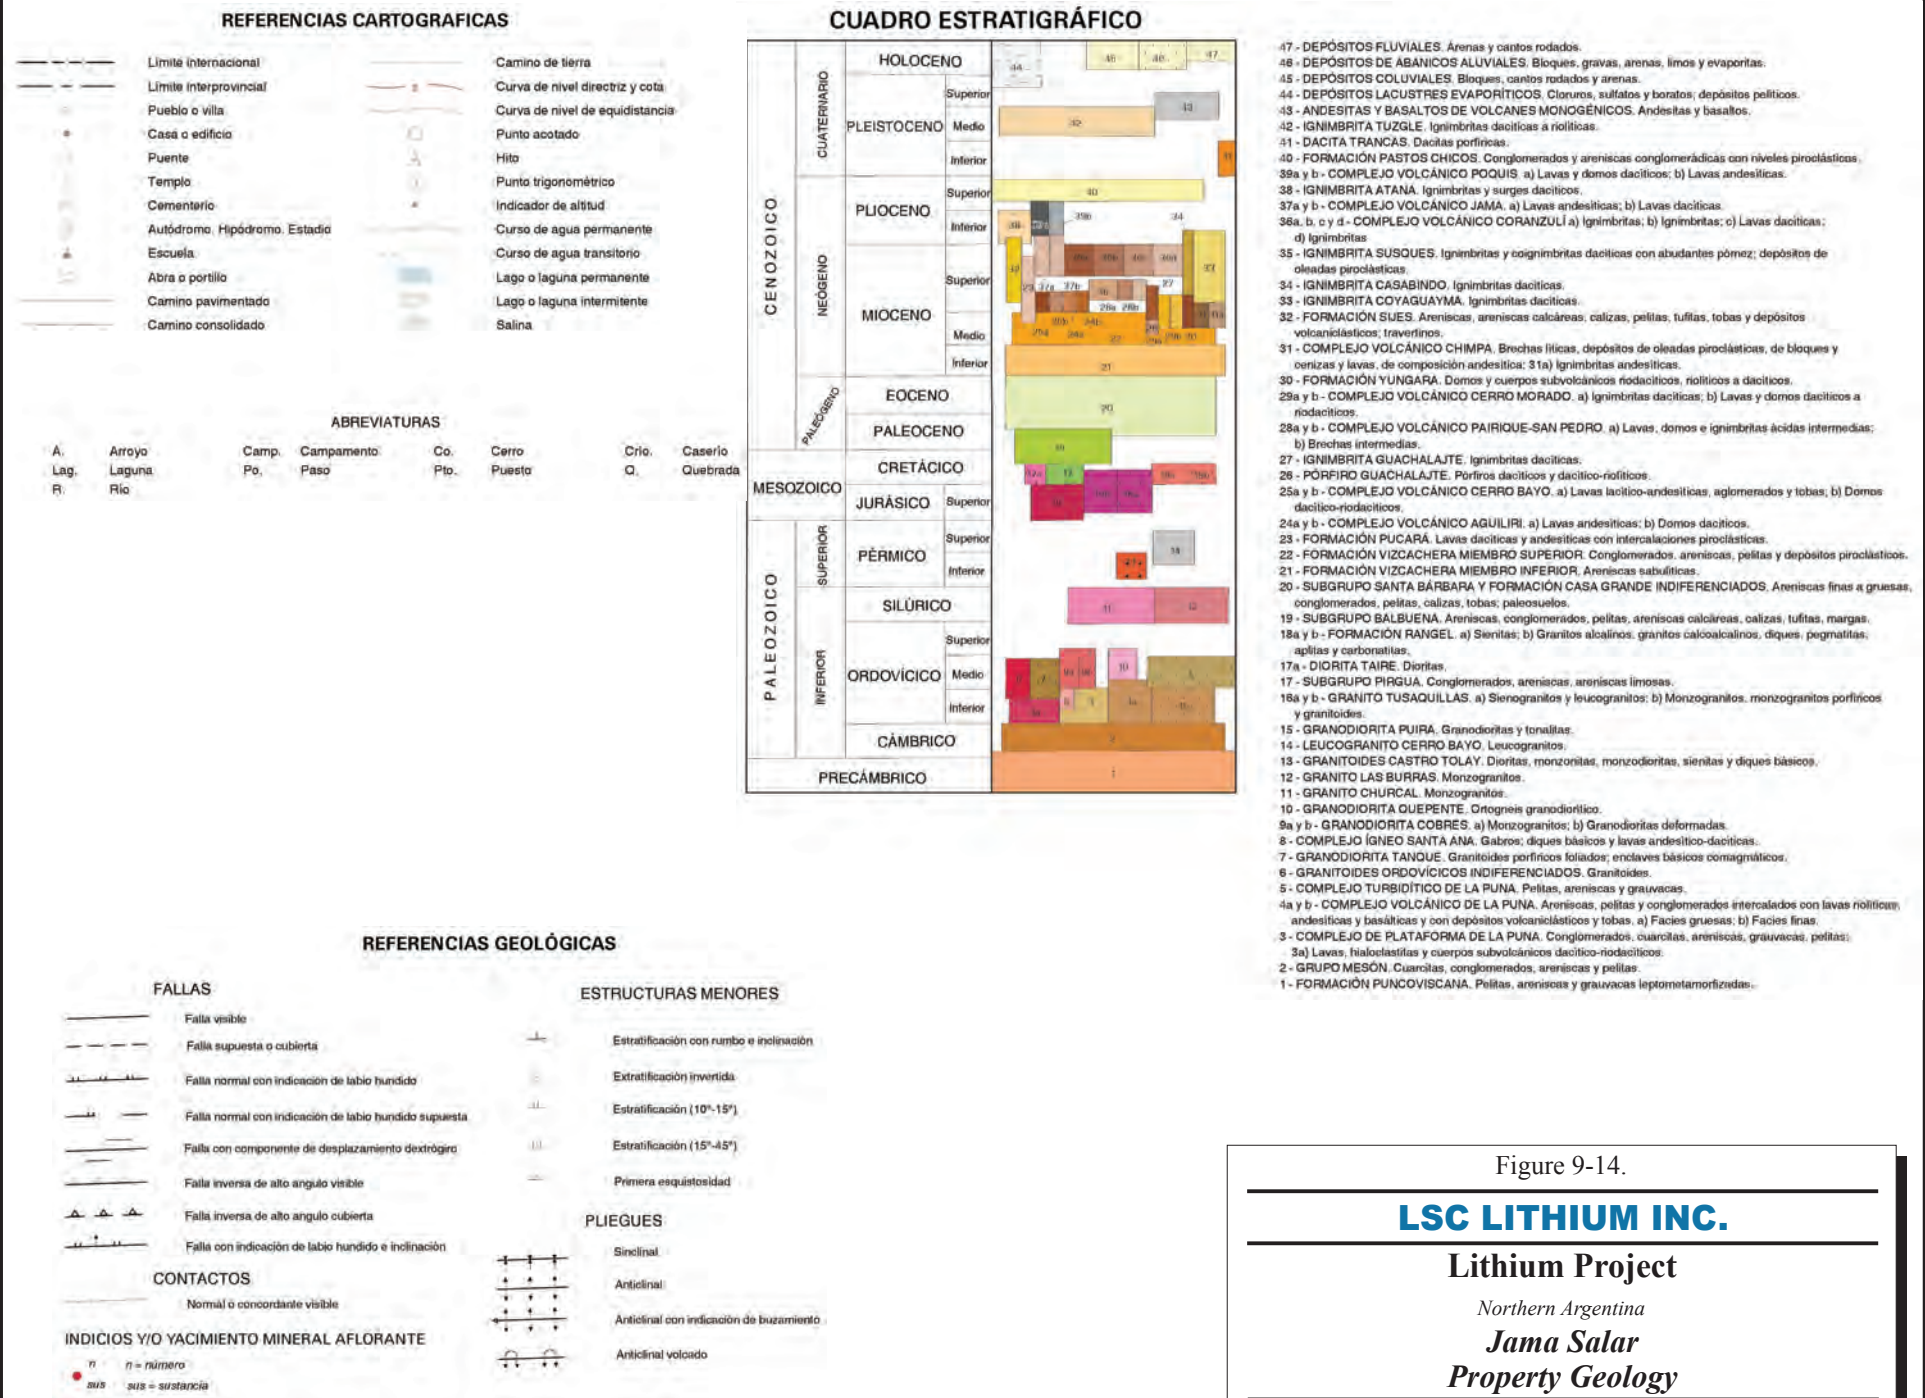 REFERENCIAS CARTOGRAFICAS
Límite internacional
Límite interprovincial
Pueblo o villa
Casa o edificio
Puente
Templo
Cementerio
Autódromo. Hipódromo. Estadio
Escuela
Abra o portillo
Camino pavimentado
Camino consolidado
Camino de tierra
Curva de nivel directriz y cota
Curva de nivel de equidistancia
Punto acotado
Hito
Punto trigonométrico
Indicador de altitud
Curso de agua permanente
Curso de agua transitorio
Lago o laguna permanente
Lago o laguna intermitente
Salina
ABREVIATURAS
A. Arroyo Camp. Campamento Co. Cerro Crio. Caserío
Lag. Laguna Po. Paso Pto. Puesto Q. Quebrada
R. Río
CUADRO ESTRATIGRÁFICO
CENOZOICO
CUATERNARIO
HOLOCENO
PLEISTOCENO
Superior
Medio
Inferior
NEÓGENO
PLIOCENO
Superior
Inferior
MIOCENO
Superior
Medio
Inferior
PALEÓGENO
EOCENO
PALEOCENO
MESOZOICO
CRETÁCICO
JURÁSICO
Superior
PALEOZOICO
SUPERIOR
PÉRMICO
Superior
Inferior
INFERIOR
SILÚRICO
ORDOVÍCICO
Superior
Medio
Inferior
CÁMBRICO
PRECÁMBRICO
47 - DEPÓSITOS FLUVIALES. Arenas y cantos rodados.
46 - DEPÓSITOS DE ABANICOS ALUVIALES. Bloques, gravas, arenas, limos y evaporitas.
45 - DEPÓSITOS COLUVIALES. Bloques, cantos rodados y arenas.
44 - DEPÓSITOS LACUSTRES EVAPORÍTICOS. Cloruros, sulfatos y boratos; depósitos pelíticos.
43 - ANDESITAS Y BASALTOS DE VOLCANES MONOGÉNICOS. Andesitas y basaltos.
42 - IGNIMBRITA TUZGLE. Ignimbritas dacíticas a riolíticas.
41 - DACITA TRANCAS. Dacitas porfíricas.
40 - FORMACIÓN PASTOS CHICOS. Conglomerados y areniscas conglomerádicas con niveles piroclásticos.
39a y b - COMPLEJO VOLCÁNICO POQUIS. a) Lavas y domos dacíticos; b) Lavas andesíticas.
38 - IGNIMBRITA ATANA. Ignimbritas y surges dacíticos.
37a y b - COMPLEJO VOLCÁNICO JAMA. a) Lavas andesíticas; b) Lavas dacíticas.
36a, b, c y d - COMPLEJO VOLCÁNICO CORANZULÍ a) Ignimbritas; b) Ignimbritas; c) Lavas dacíticas;
d) Ignimbritas
35 - IGNIMBRITA SUSQUES. Ignimbritas y coignimbritas dacíticas con abudantes pómez; depósitos de
oleadas piroclásticas.
34 - IGNIMBRITA CASABINDO. Ignimbritas dacíticas.
33 - IGNIMBRITA COYAGUAYMA. Ignimbritas dacíticas.
32 - FORMACIÓN SIJES. Areniscas, areniscas calcáreas, calizas, pelitas, tufitas, tobas y depósitos
volcaniclásticos; travertinos.
31 - COMPLEJO VOLCÁNICO CHIMPA. Brechas líticas, depósitos de oleadas piroclásticas, de bloques y
cenizas y lavas, de composición andesítica; 31a) Ignimbritas andesíticas.
30 - FORMACIÓN YUNGARA. Domos y cuerpos subvolcánicos riodacíticos, riolíticos a dacíticos.
29a y b - COMPLEJO VOLCÁNICO CERRO MORADO. a) Ignimbritas dacíticas; b) Lavas y domos dacíticos a
riodacíticos.
28a y b - COMPLEJO VOLCÁNICO PAIRIQUE-SAN PEDRO. a) Lavas, domos e ignimbritas ácidas intermedias;
b) Brechas intermedias.
27 - IGNIMBRITA GUACHALAJTE. Ignimbritas dacíticas.
26 - PÓRFIRO GUACHALAJTE. Pórfiros dacíticos y dacítico-riolíticos.
25a y b - COMPLEJO VOLCÁNICO CERRO BAYO. a) Lavas lacítico-andesíticas, aglomerados y tobas; b) Domos
dacítico-riodacíticos.
24a y b - COMPLEJO VOLCÁNICO AGUILIRI. a) Lavas andesíticas; b) Domos dacíticos.
23 - FORMACIÓN PUCARÁ. Lavas dacíticas y andesíticas con intercalaciones piroclásticas.
22 - FORMACIÓN VIZCACHERA MIEMBRO SUPERIOR. Conglomerados, areniscas, pelitas y depósitos piroclásticos.
21 - FORMACIÓN VIZCACHERA MIEMBRO INFERIOR. Areniscas sabulíticas.
20 - SUBGRUPO SANTA BÁRBARA Y FORMACIÓN CASA GRANDE INDIFERENCIADOS. Areniscas finas a gruesas,
conglomerados, pelitas, calizas, tobas; paleosuelos.
19 - SUBGRUPO BALBUENA. Areniscas, conglomerados, pelitas, areniscas calcáreas, calizas, tufitas, margas.
18a y b - FORMACIÓN RANGEL. a) Sienitas; b) Granitos alcalinos, granitos calcoalcalinos, diques, pegmatitas,
aplitas y carbonatitas.
17a - DIORITA TAIRE. Dioritas.
17 - SUBGRUPO PIRGUA. Conglomerados, areniscas, areniscas limosas.
16a y b - GRANITO TUSAQUILLAS. a) Sienogranitos y leucogranitos; b) Monzogranitos, monzogranitos porfíricos
y granitoides.
15 - GRANODIORITA PUIRA. Granodioritas y tonalitas.
14 - LEUCOGRANITO CERRO BAYO. Leucogranitos.
13 - GRANITOIDES CASTRO TOLAY. Dioritas, monzonitas, monzodioritas, sienitas y diques básicos.
12 - GRANITO LAS BURRAS. Monzogranitos.
11 - GRANITO CHURCAL. Monzogranitos.
10 - GRANODIORITA QUEPENTE. Ortogneis granodiorítico.
9a y b - GRANODIORITA COBRES. a) Monzogranitos; b) Granodioritas deformadas.
8 - COMPLEJO ÍGNEO SANTA ANA. Gabros; diques básicos y lavas andesítico-dacíticas.
7 - GRANODIORITA TANQUE. Granitoides porfíricos foliados; enclaves básicos comagmáticos.
6 - GRANITOIDES ORDOVÍCICOS INDIFERENCIADOS. Granitoides.
5 - COMPLEJO TURBIDÍTICO DE LA PUNA. Pelitas, areniscas y grauvacas.
4a y b - COMPLEJO VOLCÁNICO DE LA PUNA. Areniscas, pelitas y conglomerados intercalados con lavas riolíticas,
andesíticas y basálticas y con depósitos volcaniclásticos y tobas. a) Facies gruesas; b) Facies finas.
3 - COMPLEJO DE PLATAFORMA DE LA PUNA. Conglomerados, cuarcitas, areniscas, grauvacas, pelitas;
3a) Lavas, hialoclastitas y cuerpos subvolcánicos dacítico-riodacíticos.
2 - GRUPO MESÓN. Cuarcitas, conglomerados, areniscas y pelitas.
1 - FORMACIÓN PUNCOVISCANA. Pelitas, areniscas y grauvacas leptometamorfizadas.
REFERENCIAS GEOLÓGICAS
FALLAS
Falla visible
Falla supuesta o cubierta
Falla normal con indicación de labio hundido
Falla normal con indicación de labio hundido supuesta
Falla con componente de desplazamiento dextrógiro
Falla inversa de alto angulo visible
Falla inversa de alto angulo cubierta
Falla con indicación de labio hundido e inclinación
CONTACTOS
Normal o concordante visible
INDICIOS Y/O YACIMIENTO MINERAL AFLORANTE
n n = número
sus sus = sustancia
ESTRUCTURAS MENORES
Estratificación con rumbo e inclinación
Extratificación invertida
Estratificación (10°-15°)
Estratificación (15°-45°)
Primera esquistosidad
PLIEGUES
Sinclinal
Anticlinal
Anticlinal con indicación de buzamiento
Anticlinal volcado
Figure 9-14.
LSC LITHIUM INC.
Lithium Project
Northern Argentina
Jama Salar
Property Geology